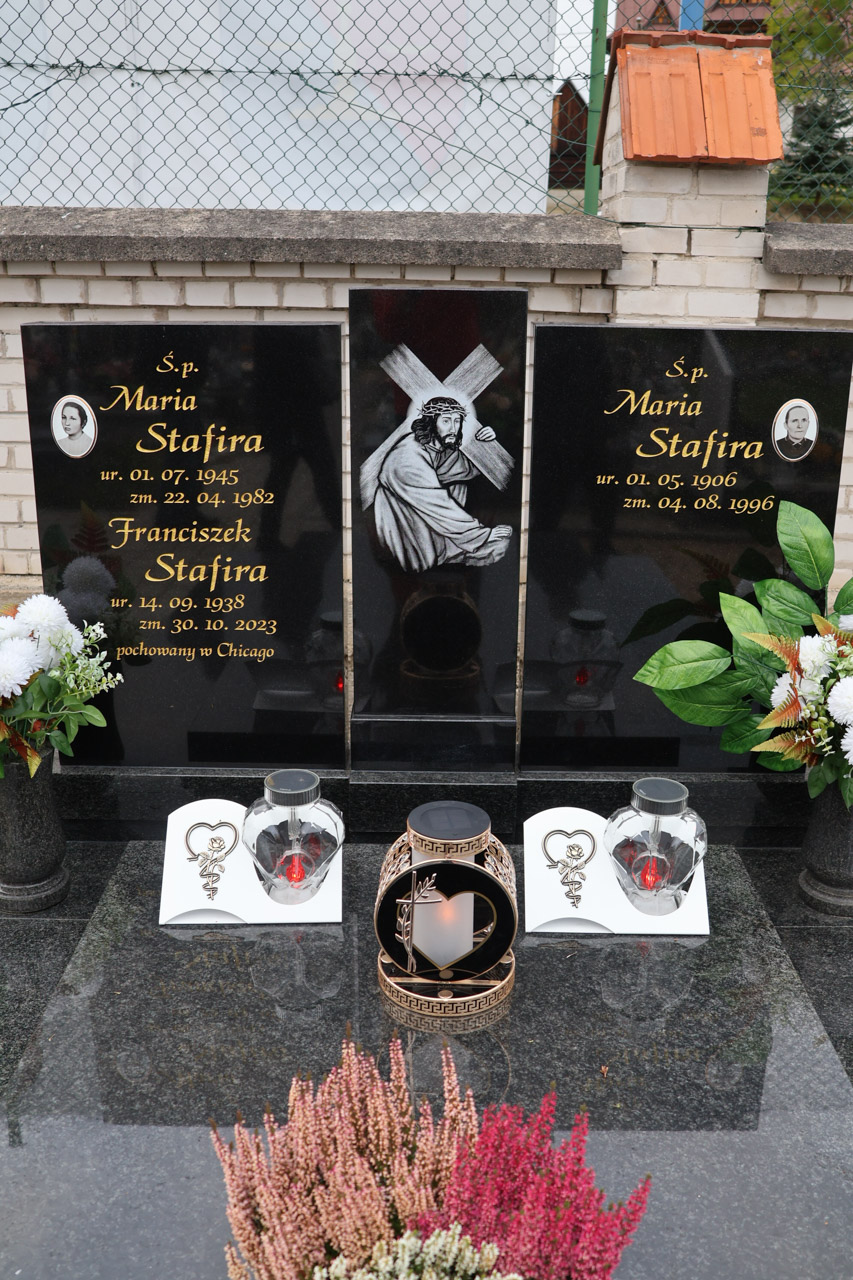 Ś.p.
Maria
Stafira
ur. 01. 07. 1945
zm. 22. 04. 1982
Franciszek
Stafira
ur. 14. 09. 1938
zm. 30. 10. 2023
pochowany w Chicago
Ś.p.
Maria
Stafira
ur. 01. 05. 1906
zm. 04. 08. 1996